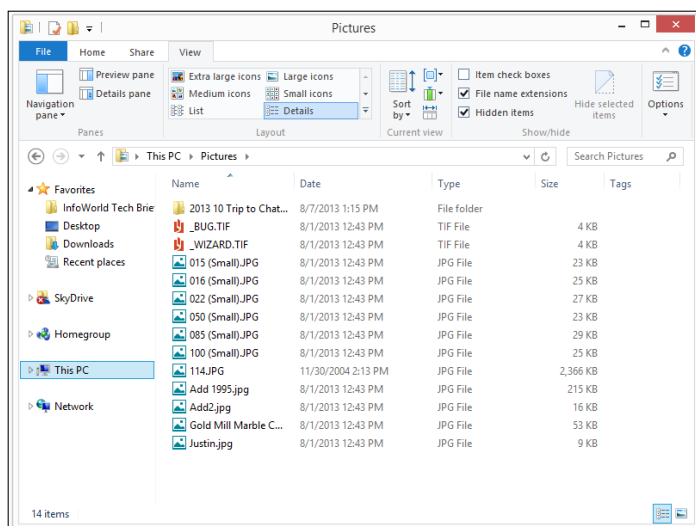 Pictures
File Home Share View
Navigation pane
Preview pane
Details pane
Panes
Extra large icons Large icons
Medium icons Small icons
List Details
Layout
Sort by
Current view
Item check boxes
File name extensions
Hidden items
Hide selected items
Show/hide
Options
This PC Pictures Search Pictures
Favorites
InfoWorld Tech Brie
Desktop
Downloads
Recent places
SkyDrive
Homegroup
This PC
Network
Name Date Type Size Tags
2013 10 Trip to Chat... 8/7/2013 1:15 PM File folder
_BUG.TIF 8/1/2013 12:43 PM TIF File 4 KB
_WIZARD.TIF 8/1/2013 12:43 PM TIF File 4 KB
015 (Small).JPG 8/1/2013 12:43 PM JPG File 23 KB
016 (Small).JPG 8/1/2013 12:43 PM JPG File 25 KB
022 (Small).JPG 8/1/2013 12:43 PM JPG File 27 KB
050 (Small).JPG 8/1/2013 12:43 PM JPG File 23 KB
085 (Small).JPG 8/1/2013 12:43 PM JPG File 29 KB
100 (Small).JPG 8/1/2013 12:43 PM JPG File 25 KB
114.JPG 11/30/2004 2:13 PM JPG File 2,366 KB
Add 1995.jpg 8/1/2013 12:43 PM JPG File 215 KB
Add2.jpg 8/1/2013 12:43 PM JPG File 16 KB
Gold Mill Marble C... 8/1/2013 12:43 PM JPG File 53 KB
Justin.jpg 8/1/2013 12:43 PM JPG File 9 KB
14 items